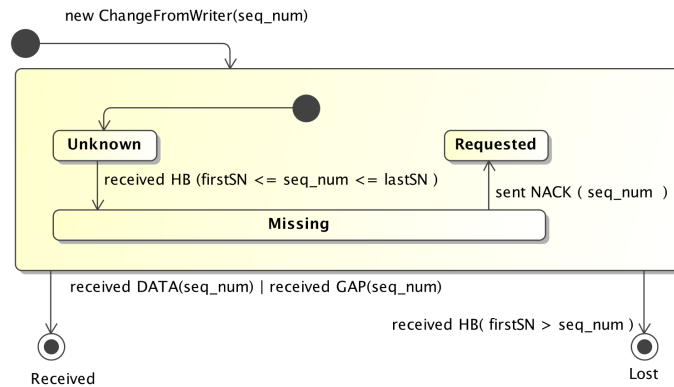 new ChangeFromWriter(seq_num)
Unknown
Requested
received HB (firstSN <= seq_num <= lastSN )
sent NACK ( seq_num  )
Missing
received DATA(seq_num) | received GAP(seq_num)
received HB( firstSN > seq_num )
Received
Lost